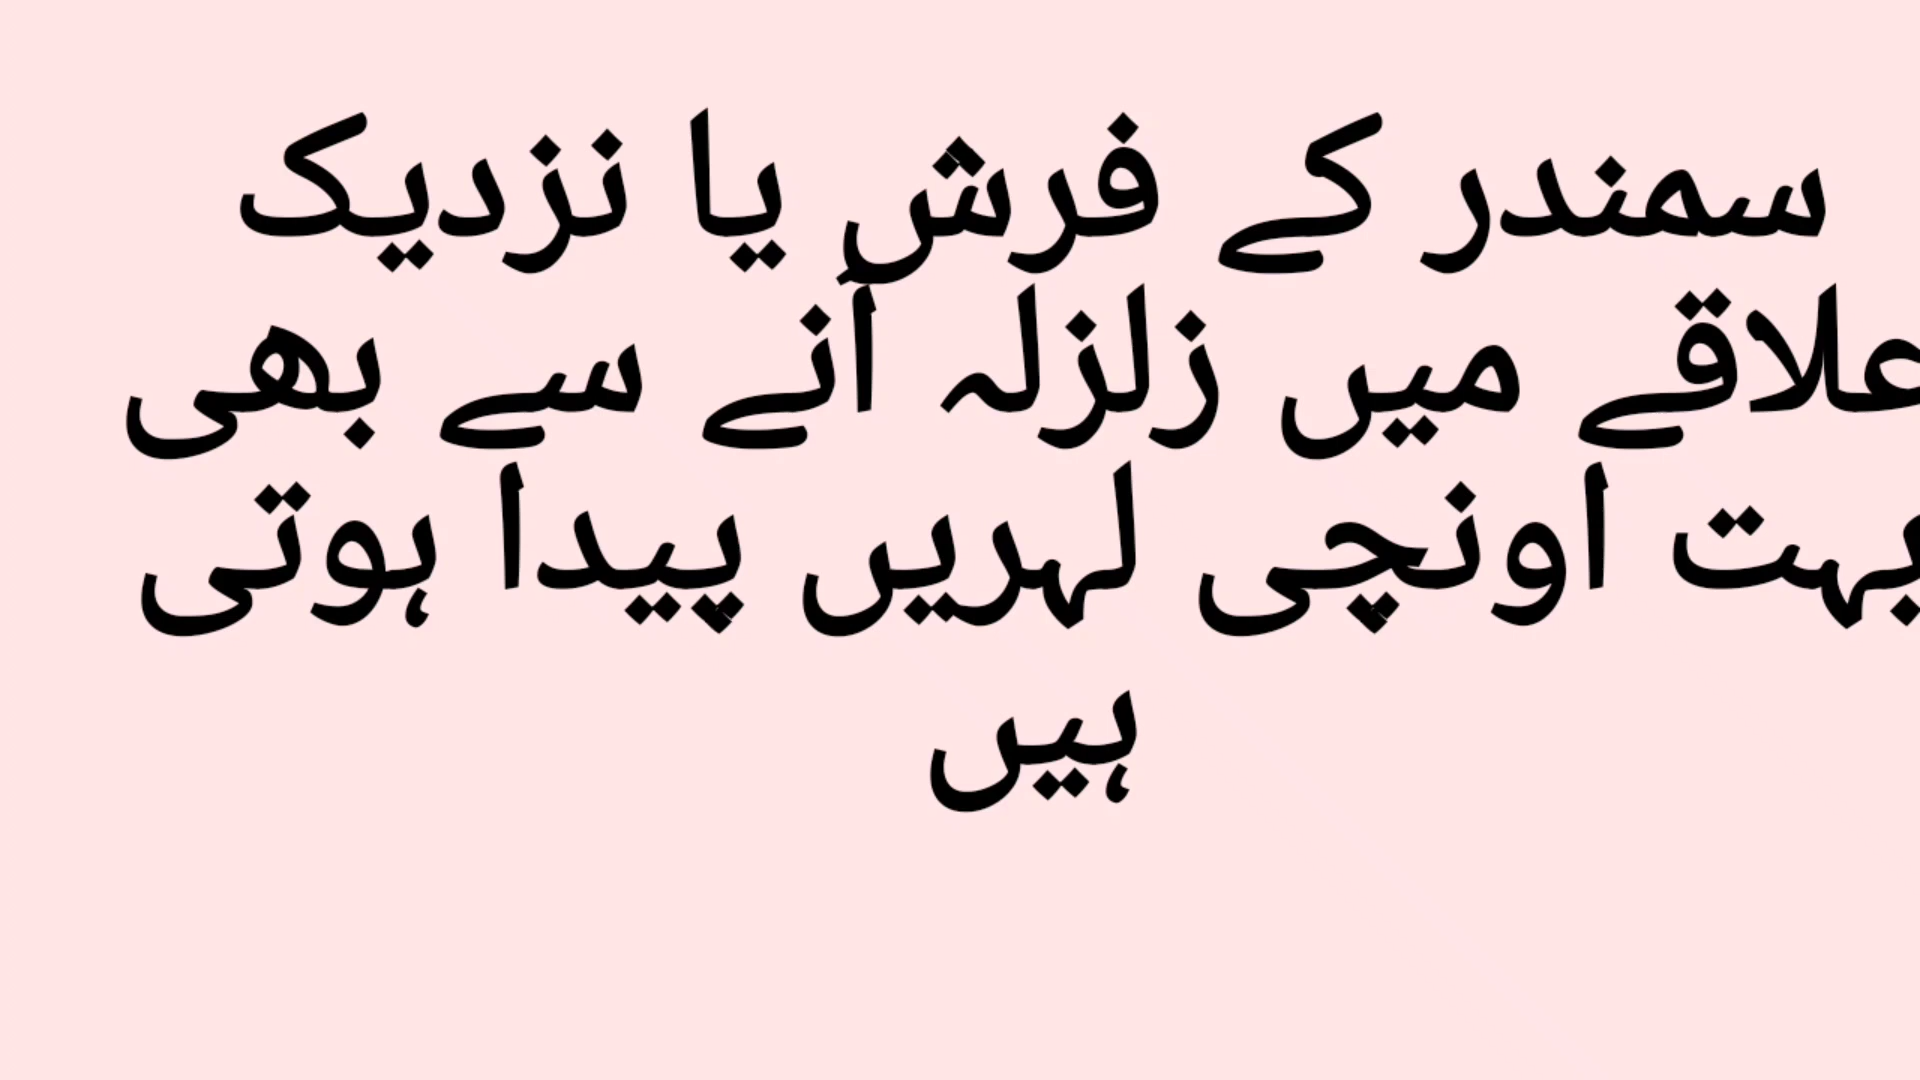 سمندر کے فرش یا نزدیک
علاقے میں زلزلہ آنے سے بھی
بہت اونچی لہریں پیدا ہوتی
ہیں